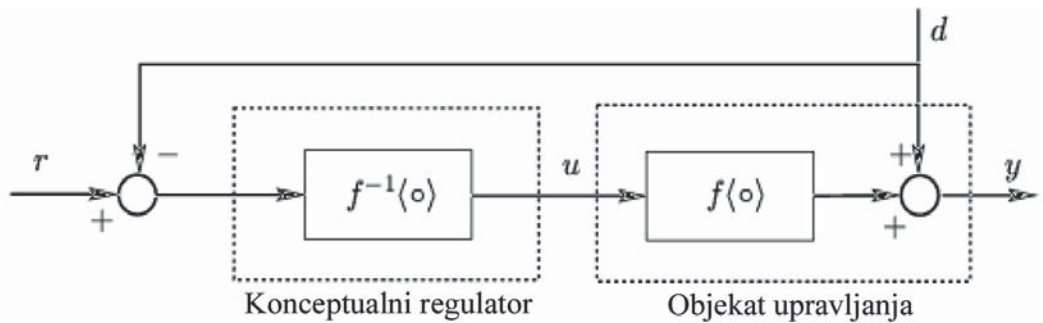 d
−
r
+
f⁻¹⟨∘⟩
u
f⟨∘⟩
+
y
+
Konceptualni regulator
Objekat upravljanja